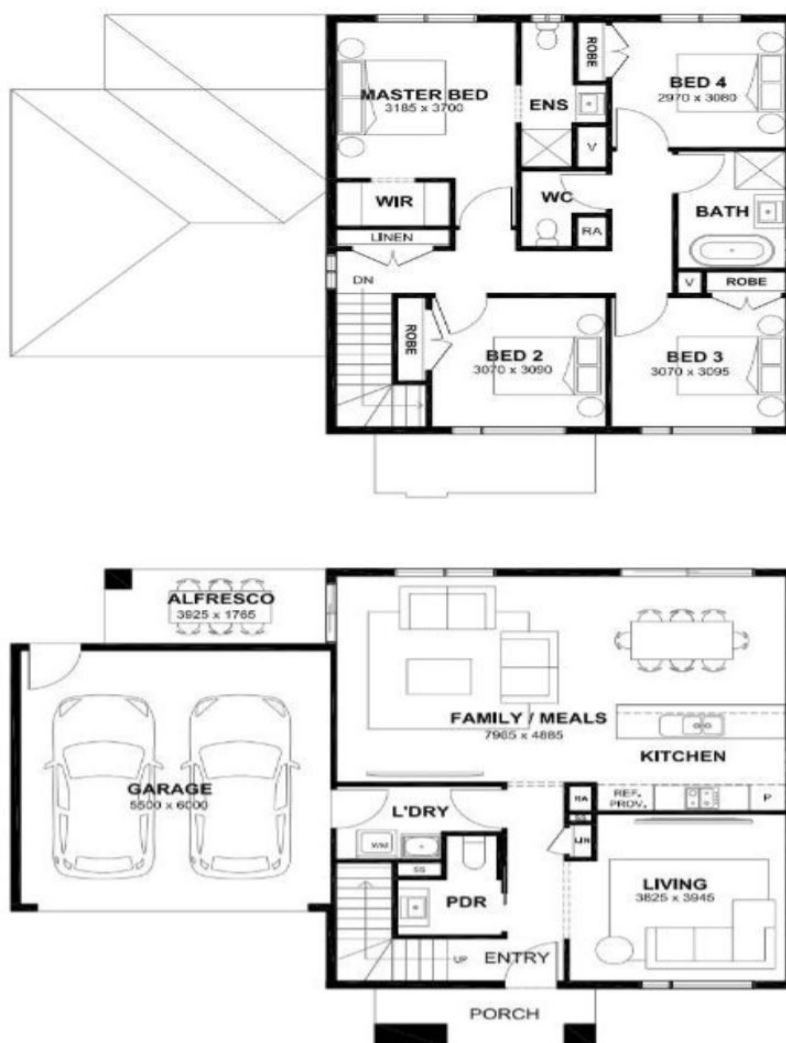 ROBE
MASTER BED
3185 x 3700
BED 4
2970 x 3080
ENS
V
WIR
WC
BATH
LINEN
RA
DN
V
ROBE
ROBE
BED 2
3070 x 3090
BED 3
3070 x 3095
ALFRESCO
3925 x 1765
FAMILY / MEALS
7965 x 4885
KITCHEN
GARAGE
5500 x 6000
RA
REF.
PROV.
P
L'DRY
SS
WM
LIN
SS
LIVING
3825 x 3945
PDR
UP
ENTRY
PORCH